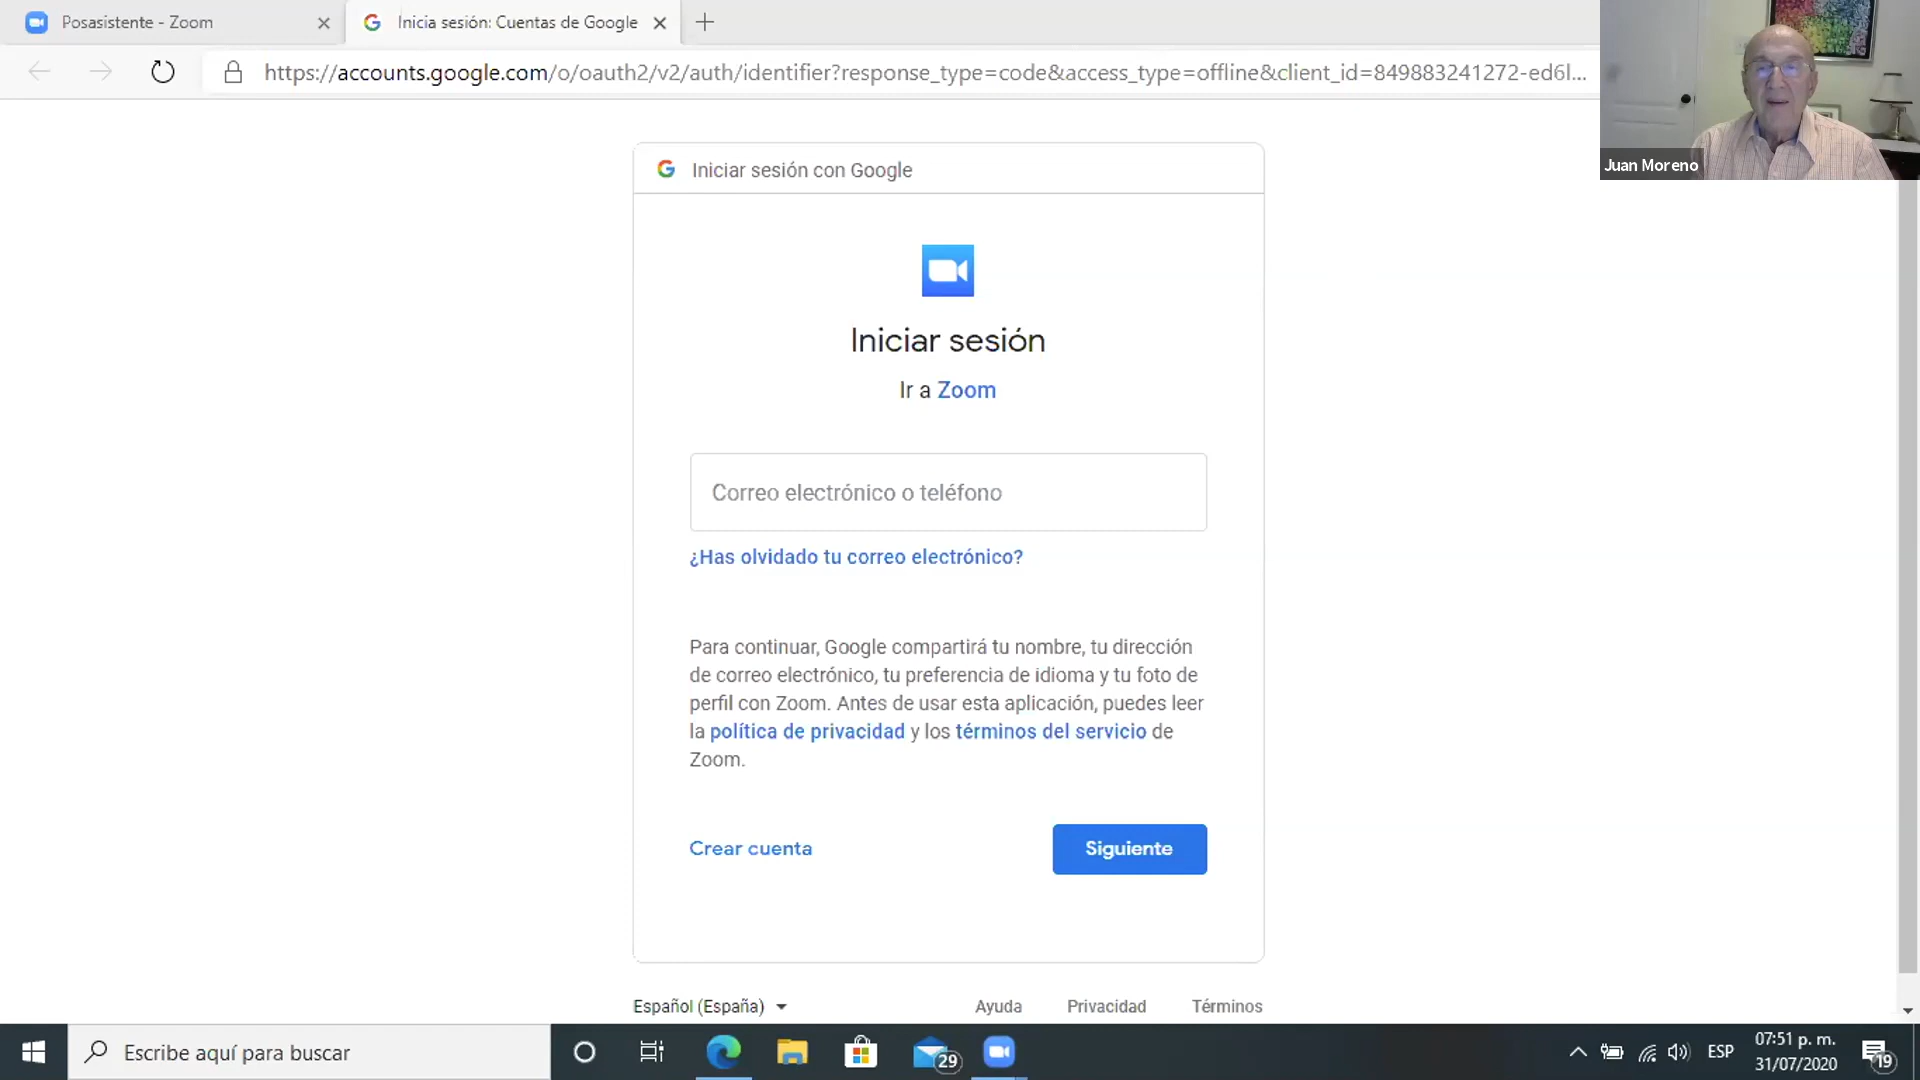 Posasistente - Zoom
Inicia sesión: Cuentas de Google
https://accounts.google.com/o/oauth2/v2/auth/identifier?response_type=code&access_type=offline&client_id=849883241272-ed6l...
Juan Moreno
Iniciar sesión con Google
Iniciar sesión
Ir a Zoom
Correo electrónico o teléfono
¿Has olvidado tu correo electrónico?
Para continuar, Google compartirá tu nombre, tu dirección
de correo electrónico, tu preferencia de idioma y tu foto de
perfil con Zoom. Antes de usar esta aplicación, puedes leer
la política de privacidad y los términos del servicio de
Zoom.
Crear cuenta
Siguiente
Español (España)
Ayuda
Privacidad
Términos
Escribe aquí para buscar
29
ESP
07:51 p. m.
31/07/2020
19